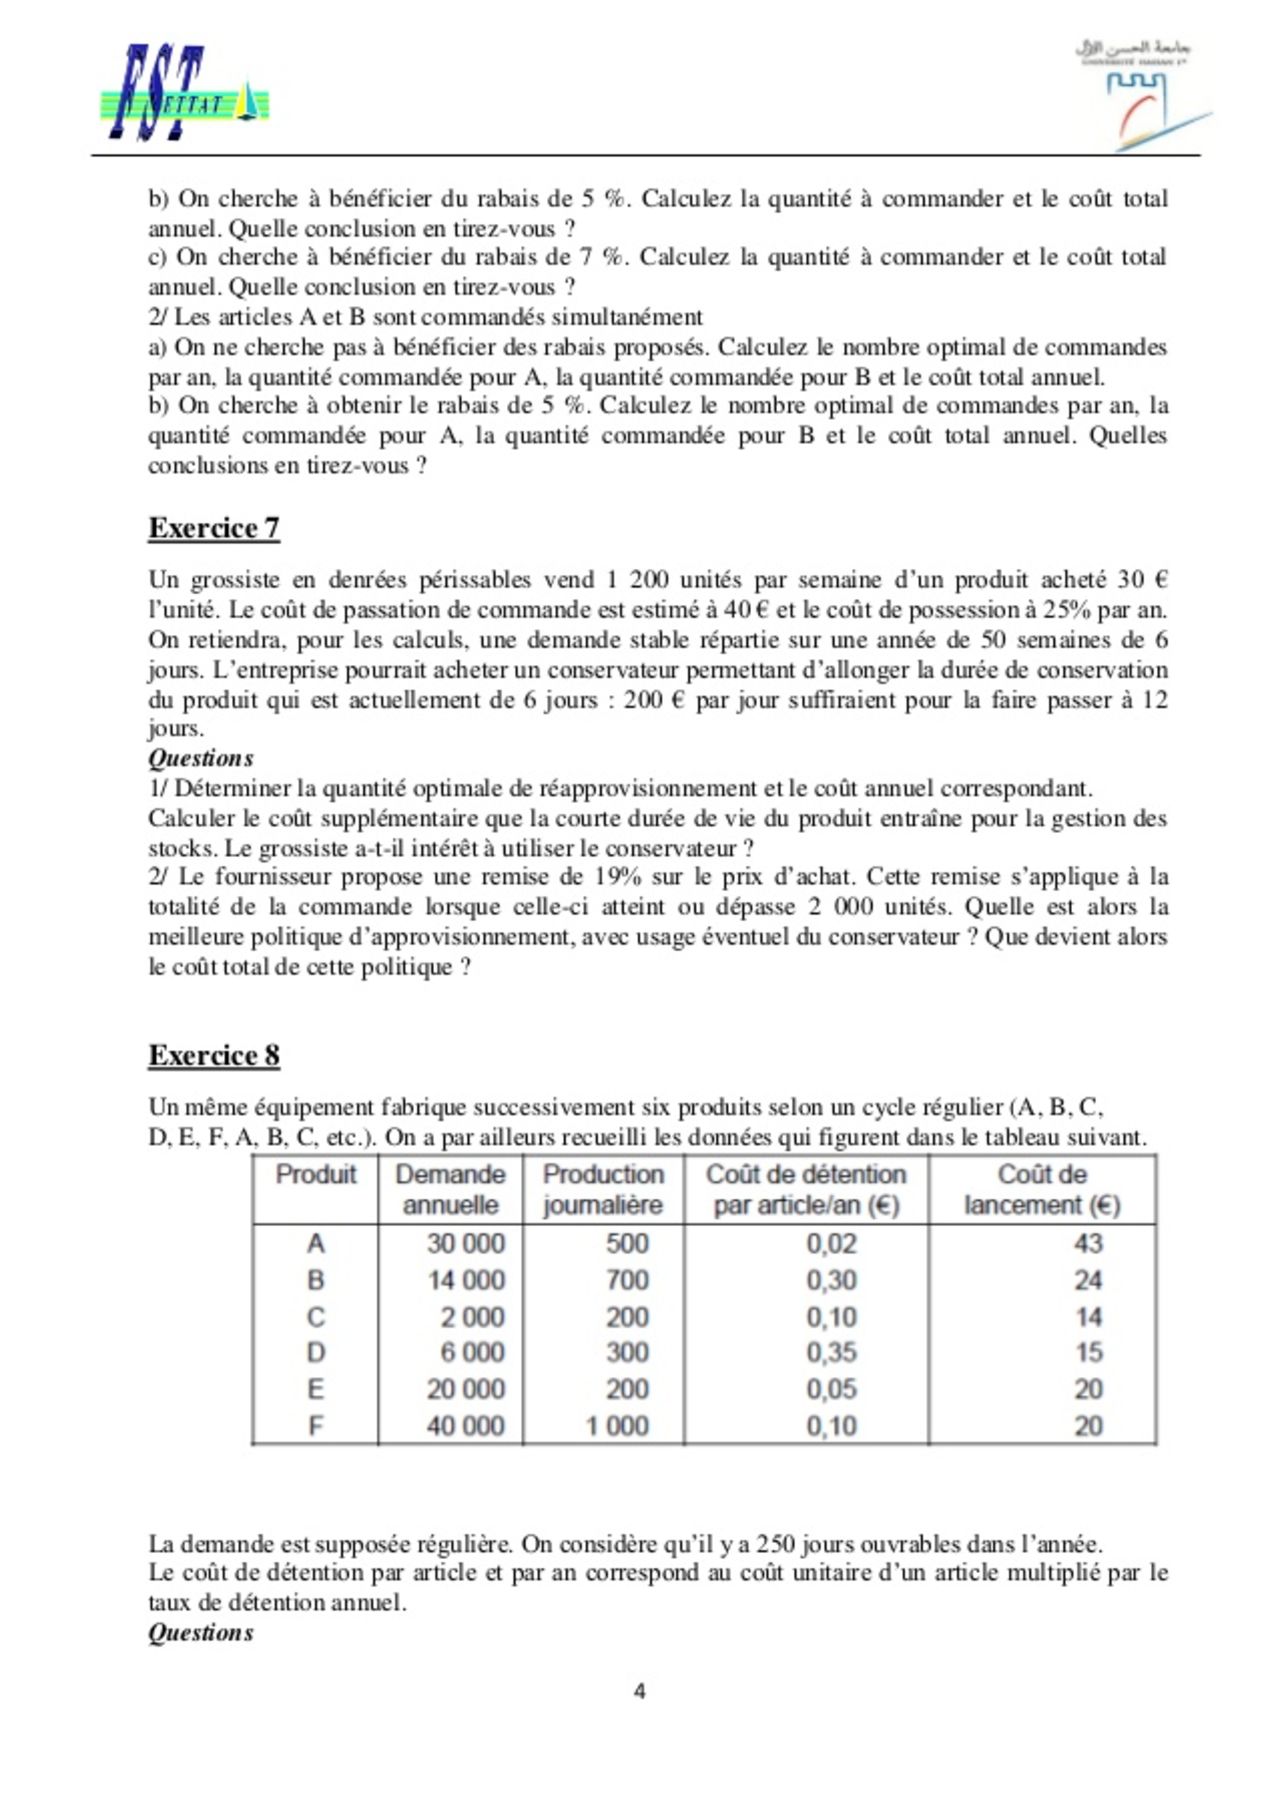 FST
SETTAT
جامعة الحسن الأول
UNIVERSITÉ HASSAN 1er
b) On cherche à bénéficier du rabais de 5 %. Calculez la quantité à commander et le coût total
annuel. Quelle conclusion en tirez-vous ?
c) On cherche à bénéficier du rabais de 7 %. Calculez la quantité à commander et le coût total
annuel. Quelle conclusion en tirez-vous ?
2/ Les articles A et B sont commandés simultanément
a) On ne cherche pas à bénéficier des rabais proposés. Calculez le nombre optimal de commandes
par an, la quantité commandée pour A, la quantité commandée pour B et le coût total annuel.
b) On cherche à obtenir le rabais de 5 %. Calculez le nombre optimal de commandes par an, la
quantité commandée pour A, la quantité commandée pour B et le coût total annuel. Quelles
conclusions en tirez-vous ?
Exercice 7
Un grossiste en denrées périssables vend 1 200 unités par semaine d'un produit acheté 30 €
l'unité. Le coût de passation de commande est estimé à 40 € et le coût de possession à 25% par an.
On retiendra, pour les calculs, une demande stable répartie sur une année de 50 semaines de 6
jours. L'entreprise pourrait acheter un conservateur permettant d'allonger la durée de conservation
du produit qui est actuellement de 6 jours : 200 € par jour suffiraient pour la faire passer à 12
jours.
Questions
1/ Déterminer la quantité optimale de réapprovisionnement et le coût annuel correspondant.
Calculer le coût supplémentaire que la courte durée de vie du produit entraîne pour la gestion des
stocks. Le grossiste a-t-il intérêt à utiliser le conservateur ?
2/ Le fournisseur propose une remise de 19% sur le prix d'achat. Cette remise s'applique à la
totalité de la commande lorsque celle-ci atteint ou dépasse 2 000 unités. Quelle est alors la
meilleure politique d'approvisionnement, avec usage éventuel du conservateur ? Que devient alors
le coût total de cette politique ?
Exercice 8
Un même équipement fabrique successivement six produits selon un cycle régulier (A, B, C,
D, E, F, A, B, C, etc.). On a par ailleurs recueilli les données qui figurent dans le tableau suivant.
Produit Demande Production Coût de détention Coût de
annuelle journalière par article/an (€) lancement (€)
A 30 000 500 0,02 43
B 14 000 700 0,30 24
C 2 000 200 0,10 14
D 6 000 300 0,35 15
E 20 000 200 0,05 20
F 40 000 1 000 0,10 20
La demande est supposée régulière. On considère qu'il y a 250 jours ouvrables dans l'année.
Le coût de détention par article et par an correspond au coût unitaire d'un article multiplié par le
taux de détention annuel.
Questions
4